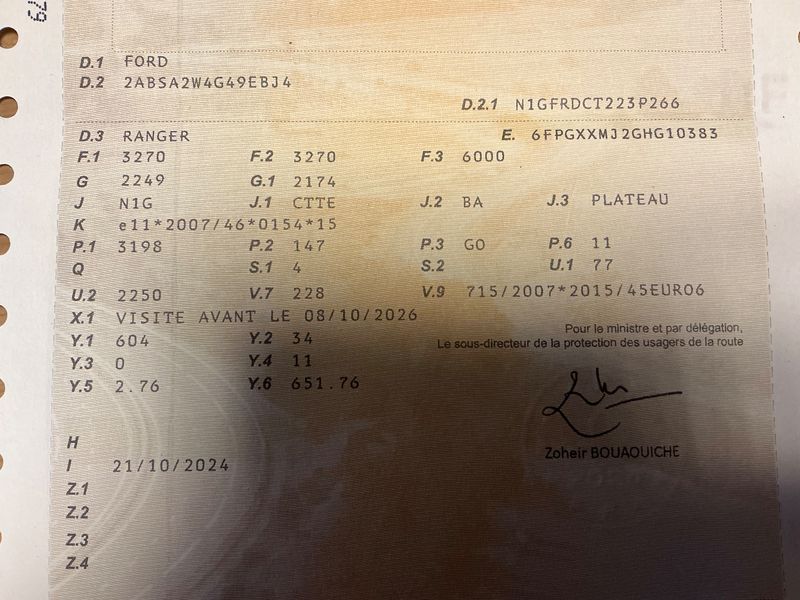 79
D.1 FORD
D.2 2ABSA2W4G49EBJ4
D.2.1 N1GFRDCT223P266
D.3 RANGER E. 6FPGXXMJ2GHG10383
F.1 3270 F.2 3270 F.3 6000
G 2249 G.1 2174
J N1G J.1 CTTE J.2 BA J.3 PLATEAU
K e11*2007/46*0154*15
P.1 3198 P.2 147 P.3 GO P.6 11
Q S.1 4 S.2 U.1 77
U.2 2250 V.7 228 V.9 715/2007*2015/45EURO6
X.1 VISITE AVANT LE 08/10/2026
Y.1 604 Y.2 34
Y.3 0 Y.4 11
Y.5 2.76 Y.6 651.76
Pour le ministre et par délégation,
Le sous-directeur de la protection des usagers de la route
Zoheir BOUAOUICHE
H
I 21/10/2024
Z.1
Z.2
Z.3
Z.4